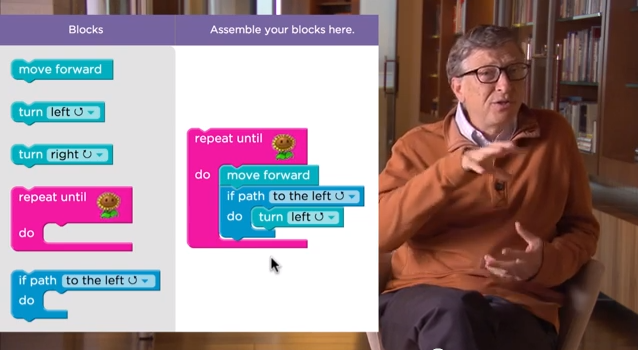 Blocks
Assemble your blocks here.
move forward
turn left
turn right
repeat until
do
if path to the left
do
repeat until
do move forward
if path to the left
do turn left